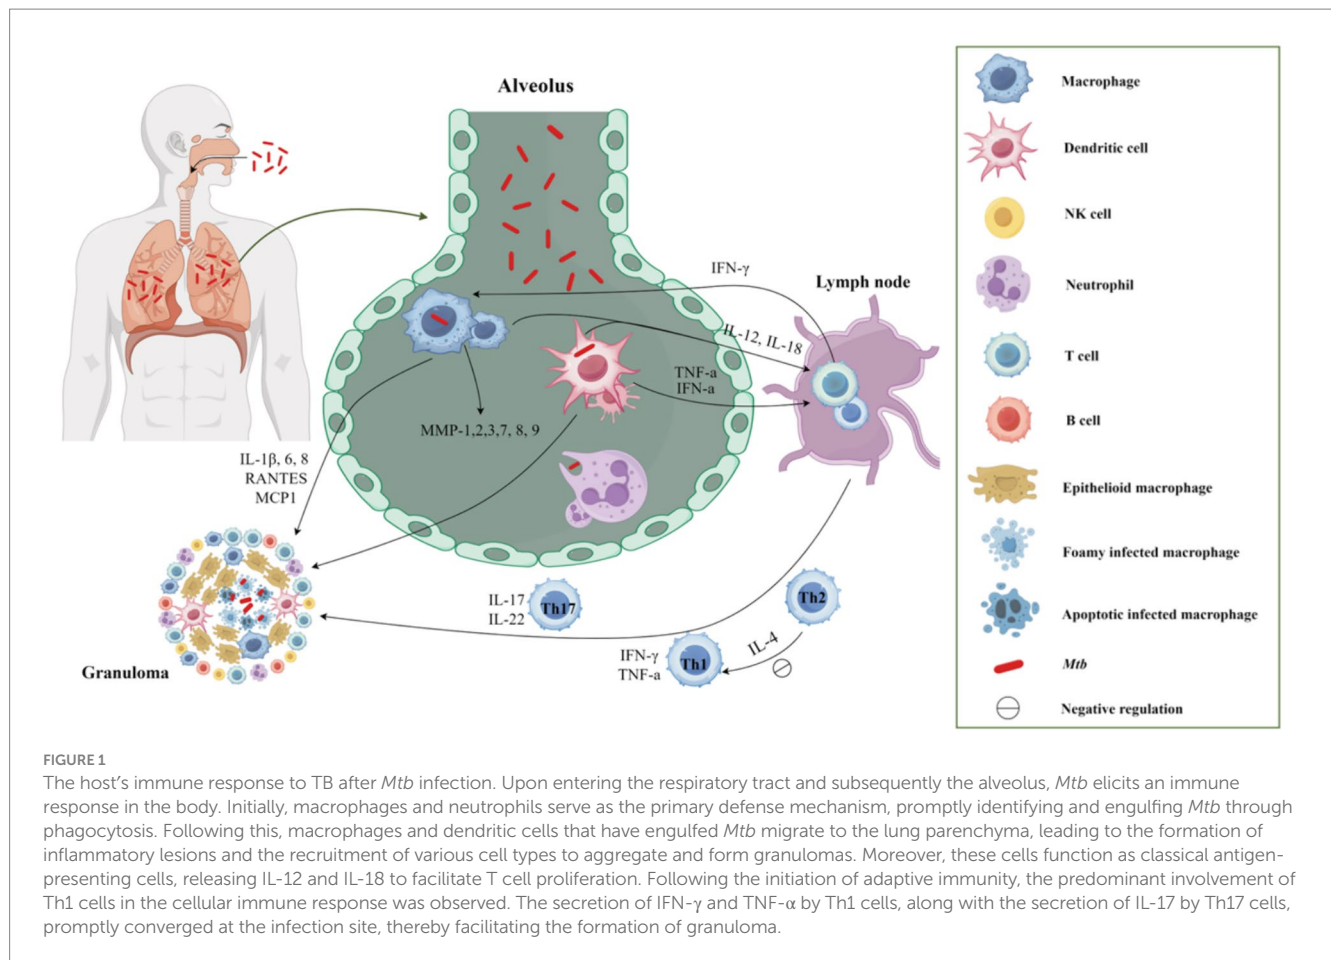 Alveolus
IFN-γ
Lymph node
IL-12, IL-18
TNF-a
IFN-a
MMP-1,2,3,7, 8, 9
IL-1β, 6, 8
RANTES
MCP1
IL-17
IL-22
Th17
Th2
IL-4
IFN-γ
TNF-a
Th1
Granuloma
Macrophage
Dendritic cell
NK cell
Neutrophil
T cell
B cell
Epithelioid macrophage
Foamy infected macrophage
Apoptotic infected macrophage
Mtb
Negative regulation
FIGURE 1
The host's immune response to TB after Mtb infection. Upon entering the respiratory tract and subsequently the alveolus, Mtb elicits an immune
response in the body. Initially, macrophages and neutrophils serve as the primary defense mechanism, promptly identifying and engulfing Mtb through
phagocytosis. Following this, macrophages and dendritic cells that have engulfed Mtb migrate to the lung parenchyma, leading to the formation of
inflammatory lesions and the recruitment of various cell types to aggregate and form granulomas. Moreover, these cells function as classical antigen-
presenting cells, releasing IL-12 and IL-18 to facilitate T cell proliferation. Following the initiation of adaptive immunity, the predominant involvement of
Th1 cells in the cellular immune response was observed. The secretion of IFN-γ and TNF-α by Th1 cells, along with the secretion of IL-17 by Th17 cells,
promptly converged at the infection site, thereby facilitating the formation of granuloma.